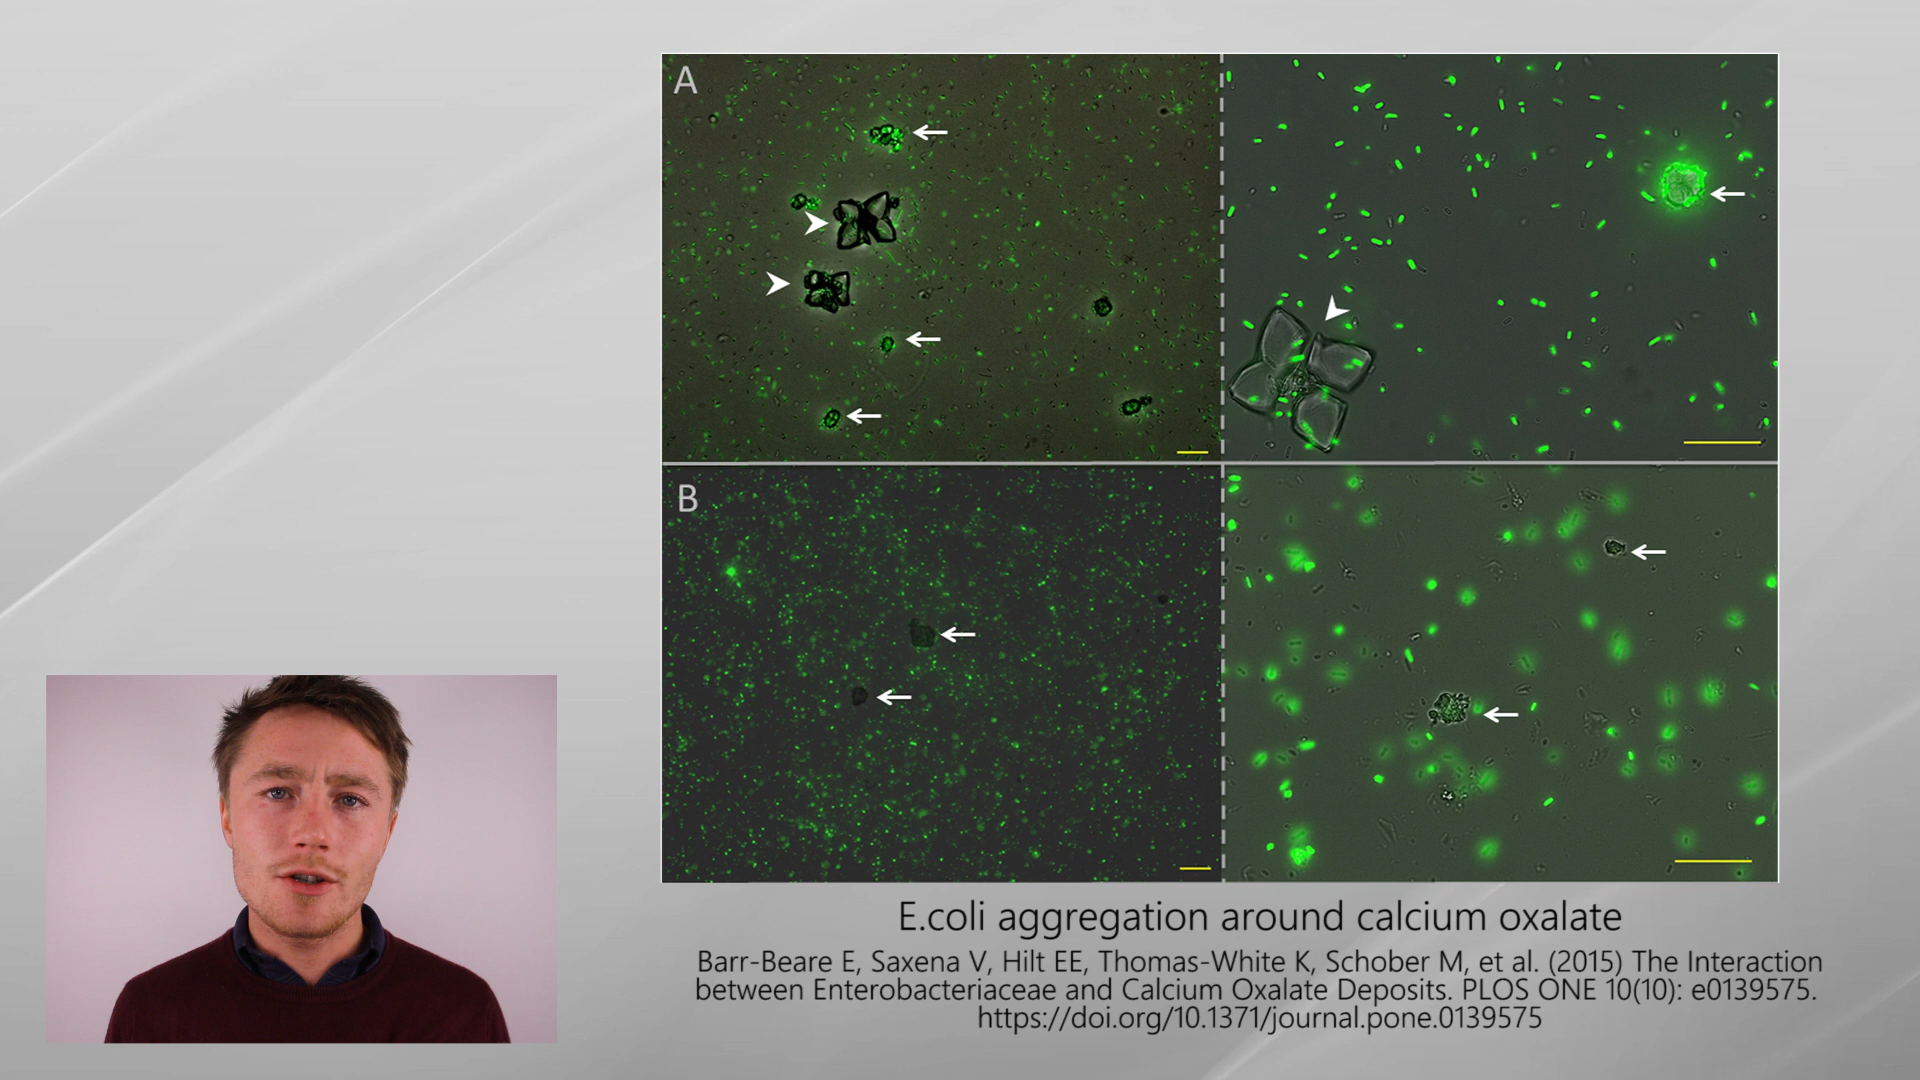 A
B
E.coli aggregation around calcium oxalate
Barr-Beare E, Saxena V, Hilt EE, Thomas-White K, Schober M, et al. (2015) The Interaction
between Enterobacteriaceae and Calcium Oxalate Deposits. PLOS ONE 10(10): e0139575.
https://doi.org/10.1371/journal.pone.0139575